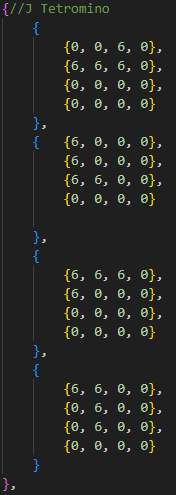 {//J Tetromino
    {
        {0, 0, 6, 0},
        {6, 6, 6, 0},
        {0, 0, 0, 0},
        {0, 0, 0, 0}
    },
    {   {6, 0, 0, 0},
        {6, 0, 0, 0},
        {6, 6, 0, 0},
        {0, 0, 0, 0}

    },
    {
        {6, 6, 6, 0},
        {6, 0, 0, 0},
        {0, 0, 0, 0},
        {0, 0, 0, 0}
    },
    {
        {6, 6, 0, 0},
        {0, 6, 0, 0},
        {0, 6, 0, 0},
        {0, 0, 0, 0}
    }
},